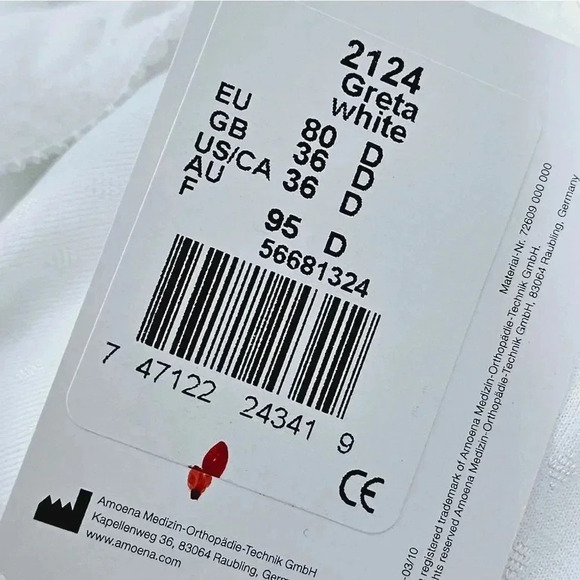 2124
Greta
white
EU 80 D
GB 36 D
US/CA 36 D
AU
F 95 D
56681324
7 47122 24341 9
CE
Amoena Medizin-Orthopädie-Technik GmbH
Kapellenweg 36, 83064 Raubling, Germany
www.amoena.com
Material-Nr. 72609 000 000
registered trademark of Amoena Medizin-Orthopädie-Technik GmbH.
rights reserved Amoena Medizin-Orthopädie-Technik GmbH, 83064 Raubling, Germany
03/10